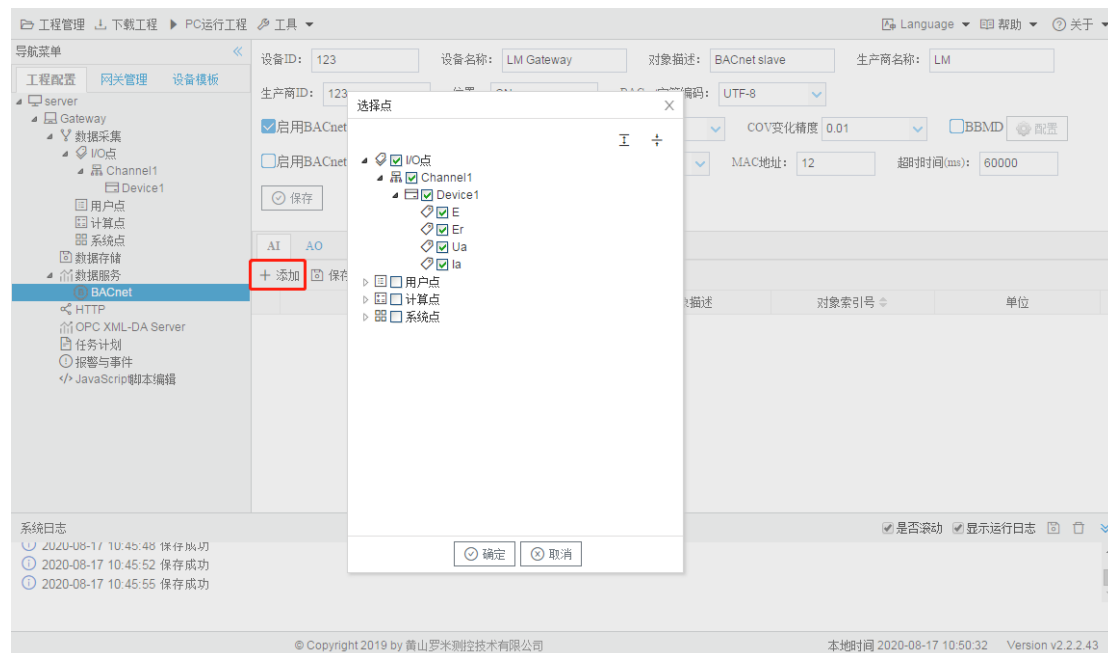 工程管理 下载工程 PC运行工程 工具 Language 帮助 关于
导航菜单
工程配置 网关管理 设备模板
server
Gateway
数据采集
I/O点
Channel1
Device1
用户点
计算点
系统点
数据存储
数据服务
BACnet
HTTP
OPC XML-DA Server
任务计划
报警与事件
JavaScript脚本编辑
设备ID: 123 设备名称: LM Gateway 对象描述: BACnet slave 生产商名称: LM
生产商ID: 123 UTF-8
启用BACnet COV变化精度 0.01 BBMD 配置
启用BACnet MAC地址: 12 超时时间(ms): 60000
保存
AI AO
添加 保存
描述 对象索引号 单位
选择点
I/O点
Channel1
Device1
E
Er
Ua
Ia
用户点
计算点
系统点
确定 取消
系统日志 是否滚动 显示运行日志
2020-08-17 10:45:48 保存成功
2020-08-17 10:45:52 保存成功
2020-08-17 10:45:55 保存成功
© Copyright 2019 by 黄山罗米测控技术有限公司 本地时间 2020-08-17 10:50:32 Version v2.2.2.43